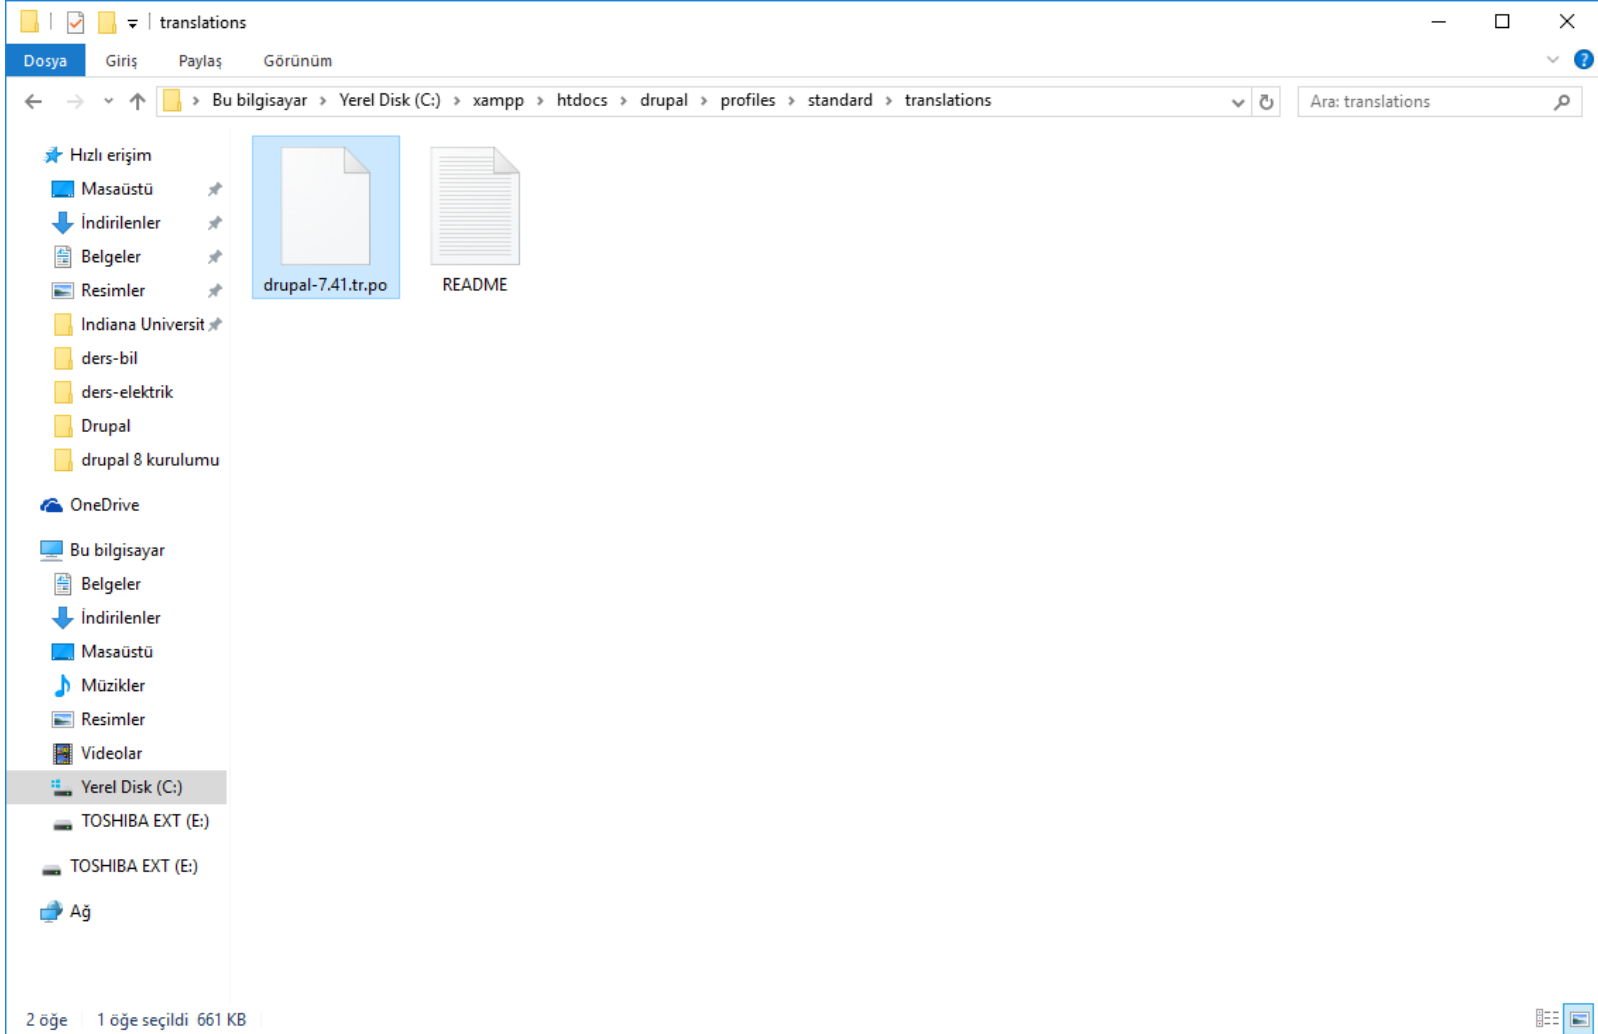 translations
Dosya Giriş Paylaş Görünüm
Bu bilgisayar Yerel Disk (C:) xampp htdocs drupal profiles standard translations
Ara: translations
Hızlı erişim
Masaüstü
İndirilenler
Belgeler
Resimler
Indiana Universit
ders-bil
ders-elektrik
Drupal
drupal 8 kurulumu
OneDrive
Bu bilgisayar
Belgeler
İndirilenler
Masaüstü
Müzikler
Resimler
Videolar
Yerel Disk (C:)
TOSHIBA EXT (E:)
TOSHIBA EXT (E:)
Ağ
drupal-7.41.tr.po
README
2 öğe 1 öğe seçildi 661 KB